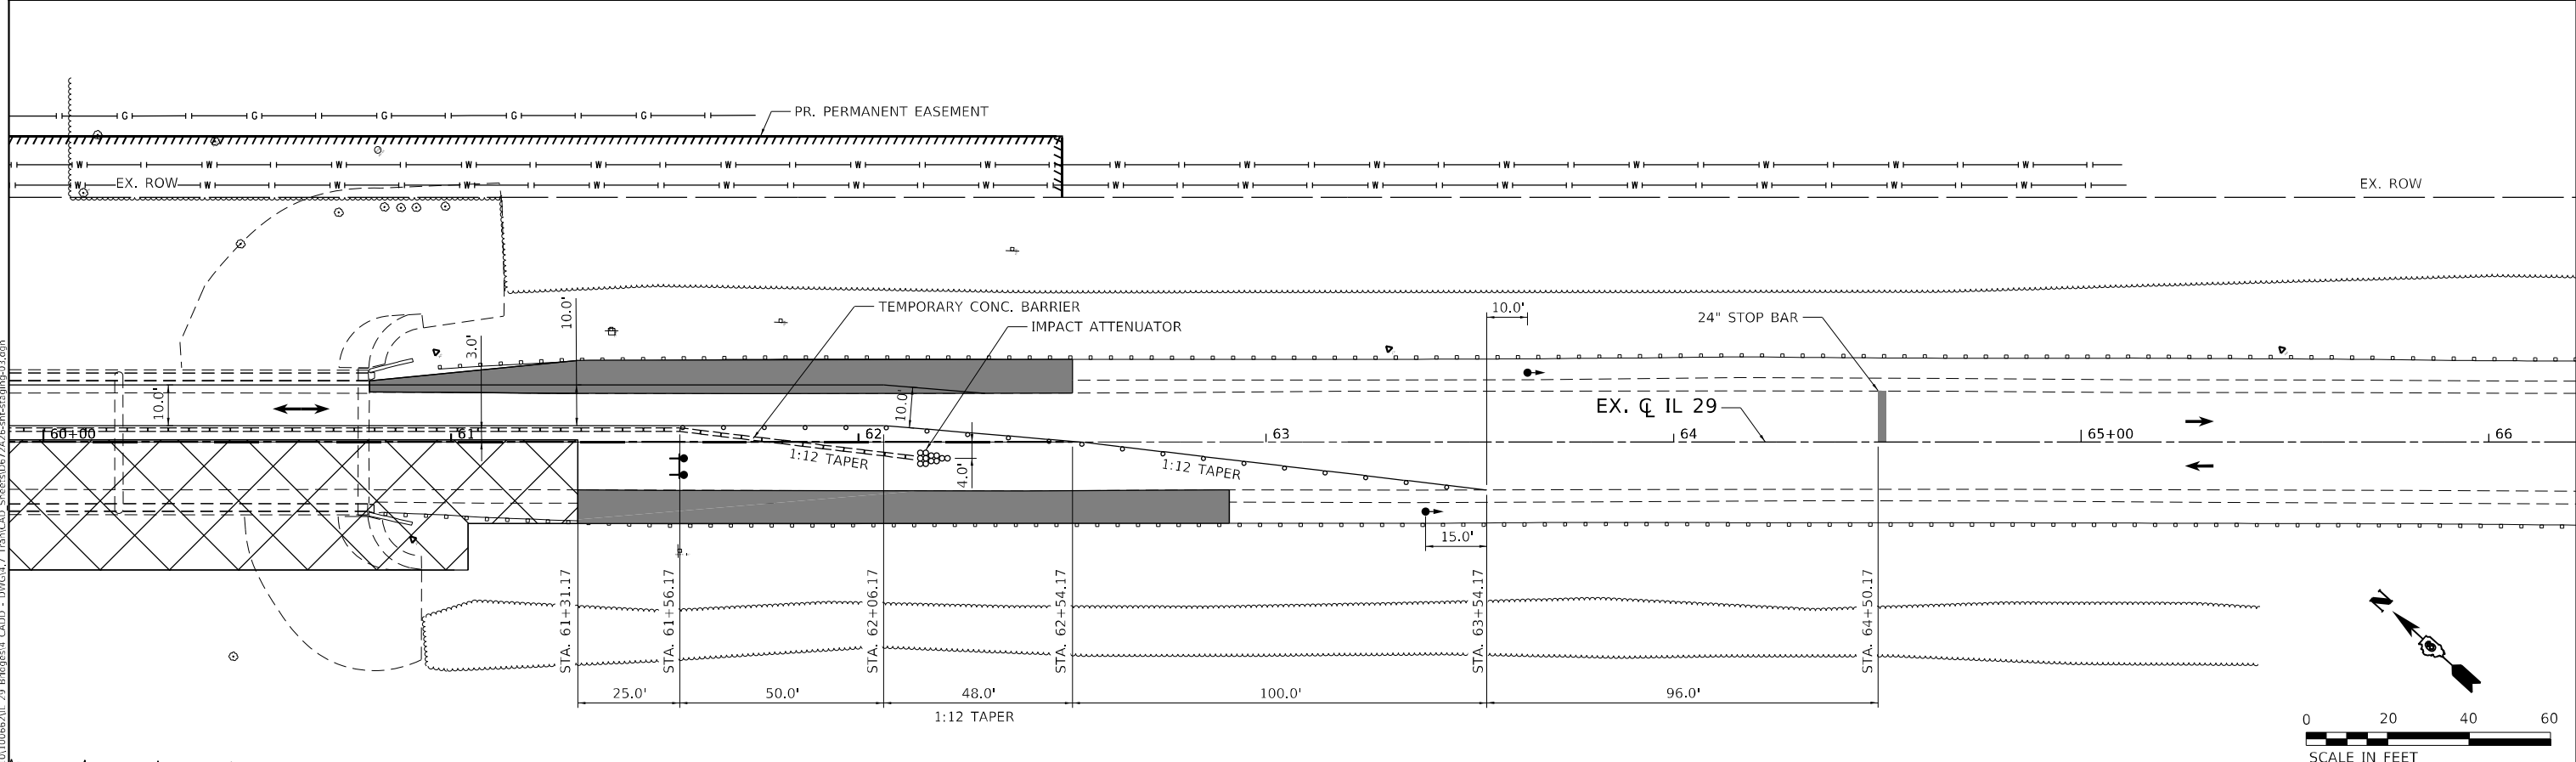 PR. PERMANENT EASEMENT
G G G G G
W W W W W W W W W W W W W W W W
EX. ROW
W W W W W W W W W W W W W W W W
EX. ROW
TEMPORARY CONC. BARRIER
IMPACT ATTENUATOR
10.0'
24" STOP BAR
10.0'
3.0'
10.0'
10.0'
EX. ℄ IL 29
60+00
61
62
63
64
65+00
66
1:12 TAPER
4.0'
1:12 TAPER
15.0'
STA. 61+31.17
STA. 61+56.17
STA. 62+06.17
STA. 62+54.17
STA. 63+54.17
STA. 64+50.17
25.0'
50.0'
48.0'
100.0'
96.0'
1:12 TAPER
N
0 20 40 60
SCALE IN FEET